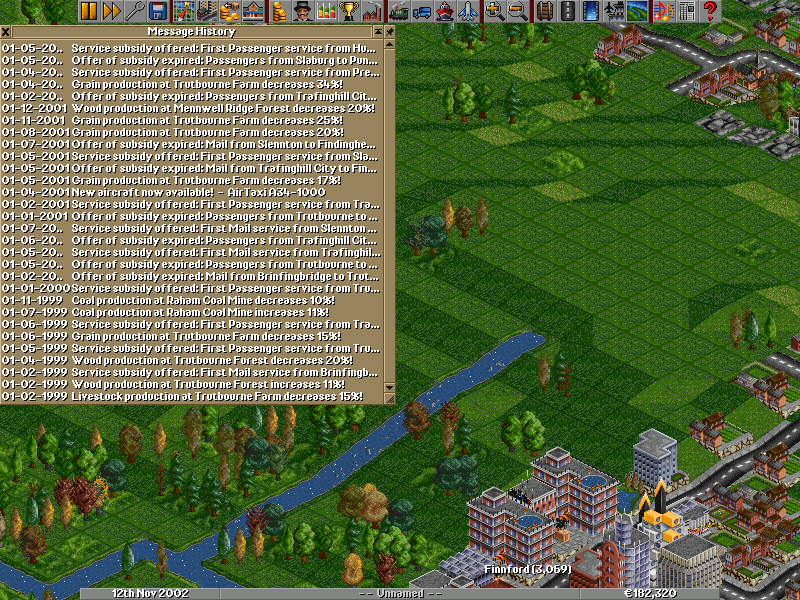 Message History
01-05-20.. Service subsidy offered: First Passenger service from Hu...
01-05-20.. Offer of subsidy expired: Passengers from Slaburg to Pun...
01-04-20.. Service subsidy offered: First Passenger service from Pre...
01-04-20.. Grain production at Trutbourne Farm decreases 34%!
01-02-20.. Offer of subsidy expired: Passengers from Trafinghill Cit...
01-12-2001 Wood production at Memwell Ridge Forest decreases 20%!
01-11-2001 Grain production at Trutbourne Farm decreases 25%!
01-08-2001 Grain production at Trutbourne Farm decreases 20%!
01-07-2001 Offer of subsidy expired: Mail from Slennton to Findinghe...
01-05-2001 Service subsidy offered: First Passenger service from Sla...
01-05-2001 Offer of subsidy expired: Mail from Trafinghill City to Fin...
01-05-2001 Grain production at Trutbourne Farm decreases 17%!
01-04-2001 New aircraft now available! - AirTaxi A34-1000
01-02-2001 Service subsidy offered: First Passenger service from Tra...
01-01-2001 Offer of subsidy expired: Passengers from Trutbourne to ...
01-07-20.. Service subsidy offered: First Mail service from Slennton ...
01-06-20.. Offer of subsidy expired: Passengers from Trafinghill Cit...
01-05-20.. Service subsidy offered: First Mail service from Trafinghil...
01-05-20.. Offer of subsidy expired: Passengers from Trutbourne to ...
01-02-20.. Offer of subsidy expired: Mail from Brinfingbridge to Trut...
01-01-2000 Service subsidy offered: First Passenger service from Tru...
01-11-1999 Coal production at Raham Coal Mine decreases 10%!
01-07-1999 Coal production at Raham Coal Mine increases 11%!
01-06-1999 Service subsidy offered: First Passenger service from Tra...
01-06-1999 Grain production at Trutbourne Farm decreases 15%!
01-05-1999 Service subsidy offered: First Passenger service from Tru...
01-04-1999 Wood production at Trutbourne Forest decreases 20%!
01-02-1999 Service subsidy offered: First Mail service from Brinfingb...
01-02-1999 Wood production at Trutbourne Forest increases 11%!
01-02-1999 Livestock production at Trutbourne Farm decreases 15%!
Finnford (3,069)
12th Nov 2002
-- Unnamed --
€182,320